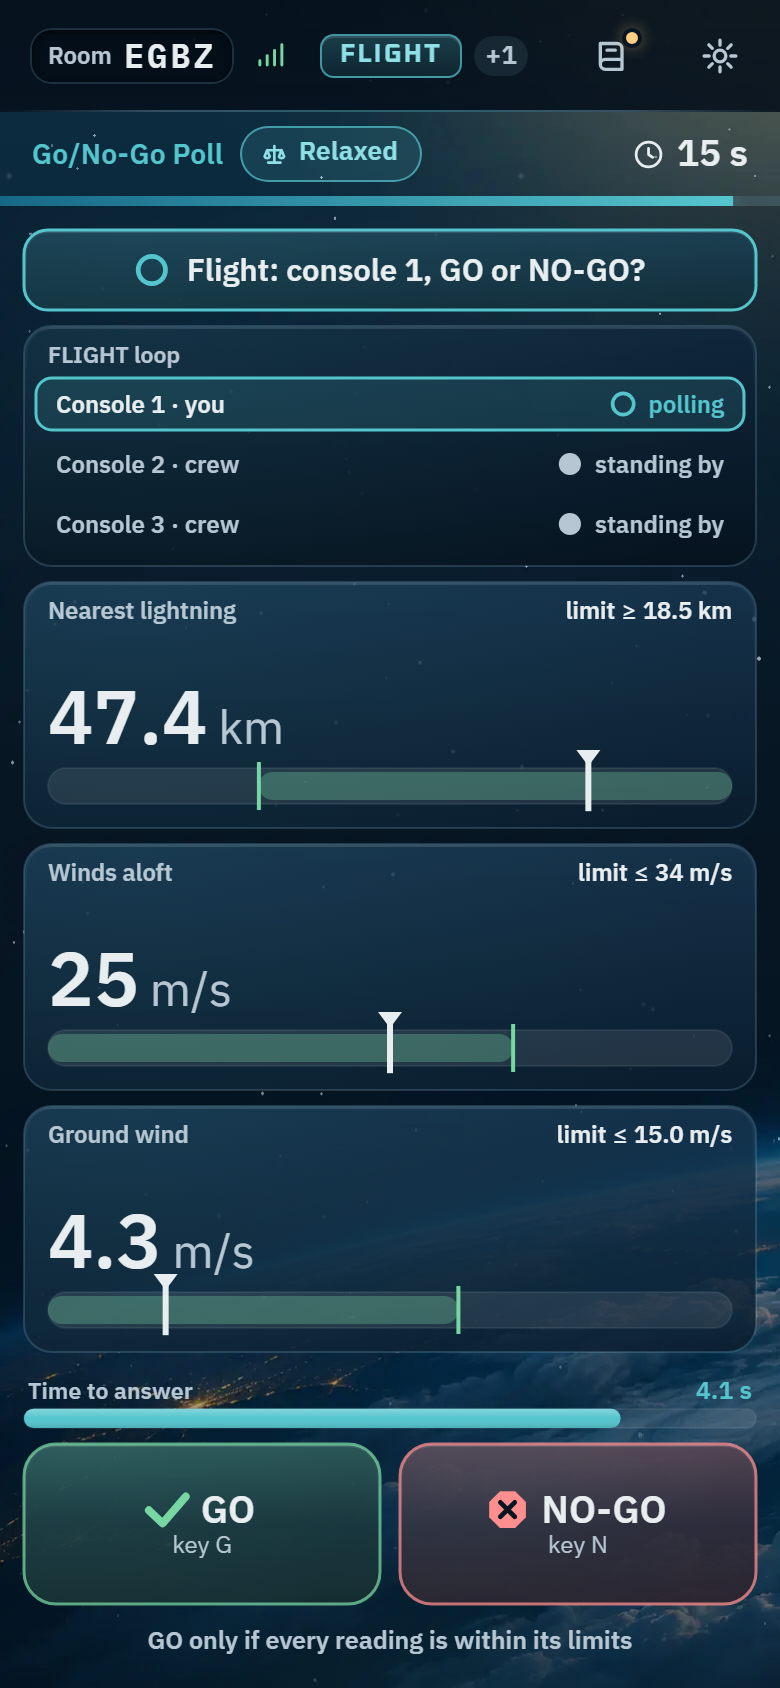 Room EGBZ FLIGHT +1
Go/No-Go Poll Relaxed 15 s
Flight: console 1, GO or NO-GO?
FLIGHT loop
Console 1 · you polling
Console 2 · crew standing by
Console 3 · crew standing by
Nearest lightning limit ≥ 18.5 km
47.4 km
Winds aloft limit ≤ 34 m/s
25 m/s
Ground wind limit ≤ 15.0 m/s
4.3 m/s
Time to answer 4.1 s
GO NO-GO
key G key N
GO only if every reading is within its limits